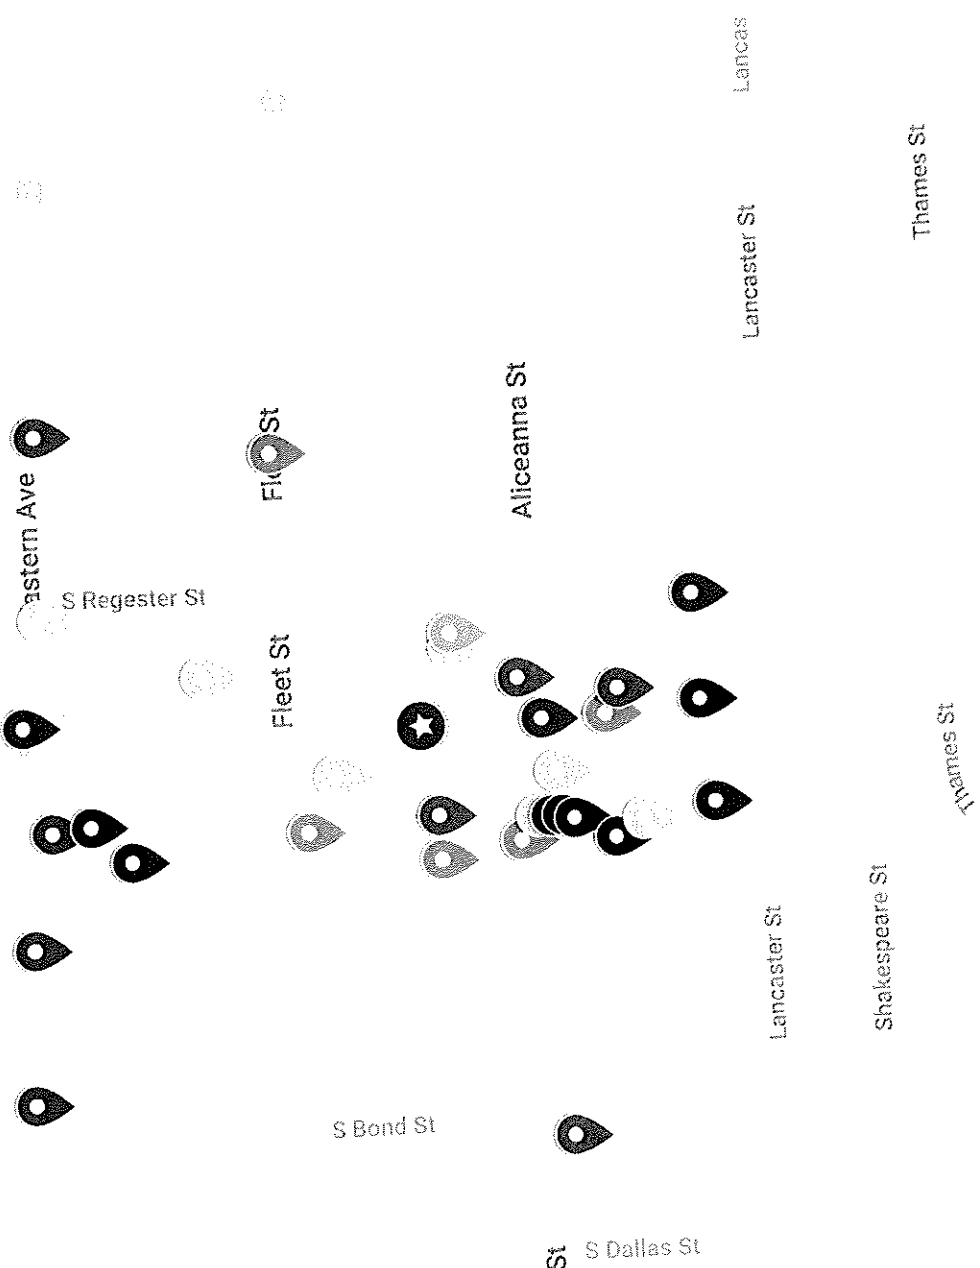 Lancas
Thames St
Lancaster St
Aliceanna St
St
astern Ave
S Regester St
Fleet St
Thames St
Shakespeare St
Lancaster St
S Bond St
S Dallas St
St